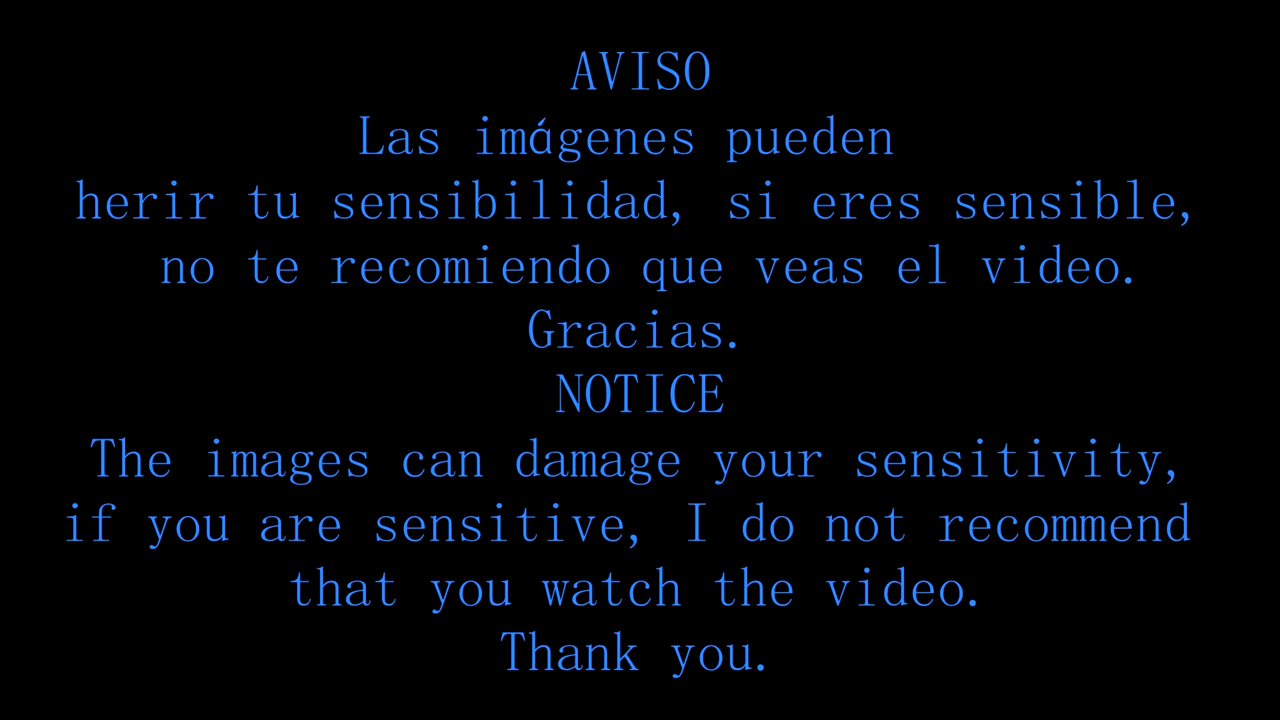 AVISO
Las imágenes pueden
herir tu sensibilidad, si eres sensible,
no te recomiendo que veas el video.
Gracias.
NOTICE
The images can damage your sensitivity,
if you are sensitive, I do not recommend
that you watch the video.
Thank you.